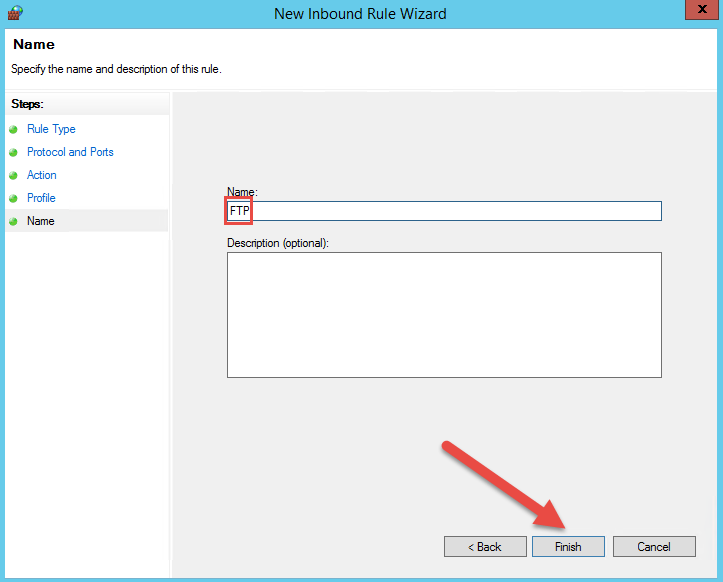 New Inbound Rule Wizard
X
Name
Specify the name and description of this rule.
Steps:
Rule Type
Protocol and Ports
Action
Profile
Name
Name:
FTP
Description (optional):
< Back
Finish
Cancel